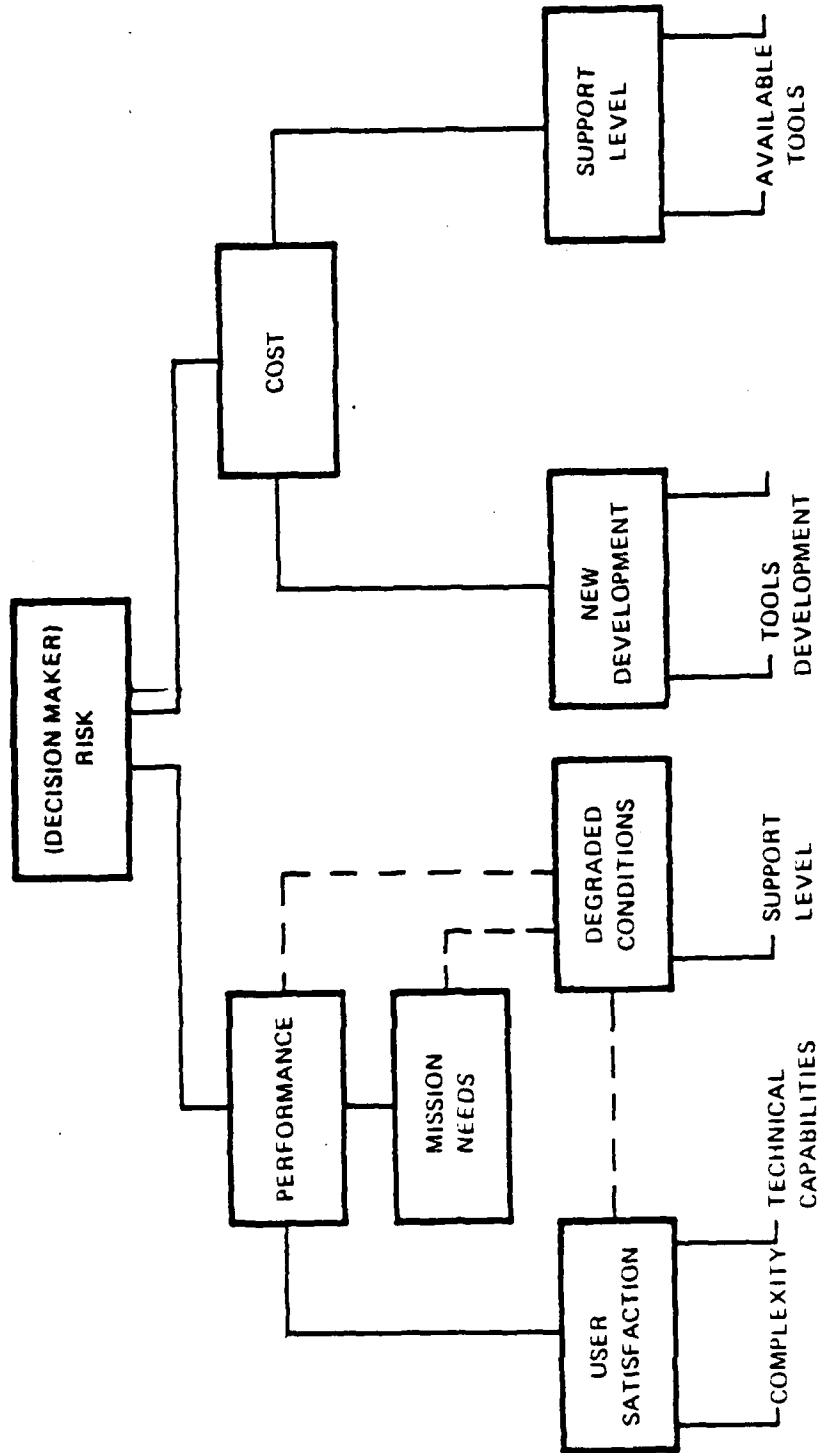 (DECISION MAKER)
RISK
PERFORMANCE
COST
MISSION
NEEDS
USER
SATISFACTION
DEGRADED
CONDITIONS
NEW
DEVELOPMENT
SUPPORT
LEVEL
COMPLEXITY
TECHNICAL
CAPABILITIES
SUPPORT
LEVEL
TOOLS
DEVELOPMENT
AVAILABLE
TOOLS